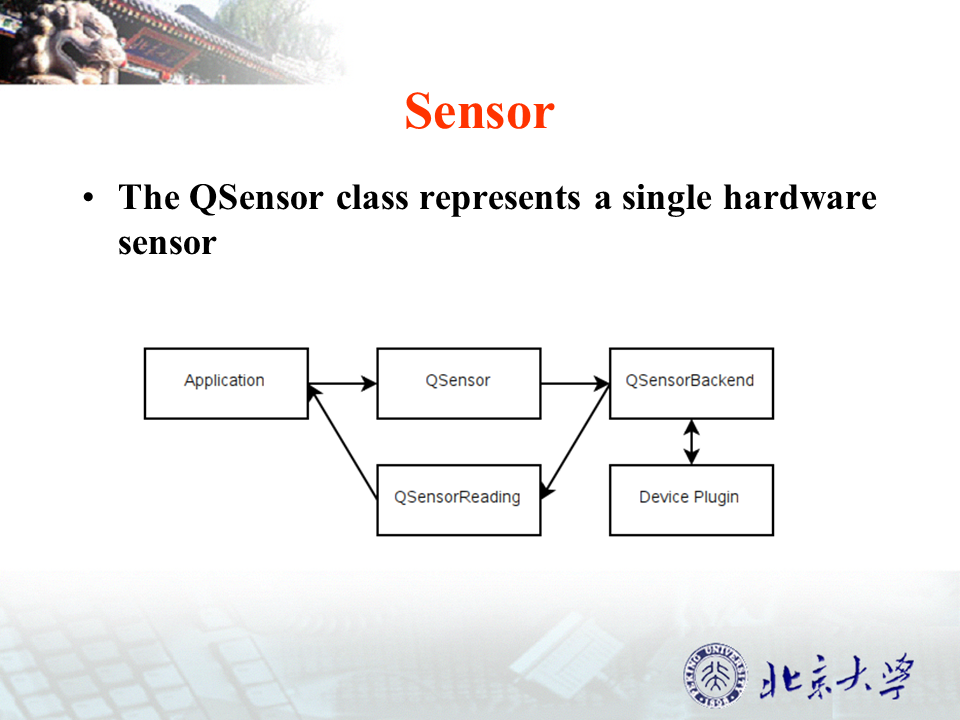 Sensor
• The QSensor class represents a single hardware
sensor
Application
QSensor
QSensorBackend
QSensorReading
Device Plugin
PEKING UNIVERSITY
1898
北京大学